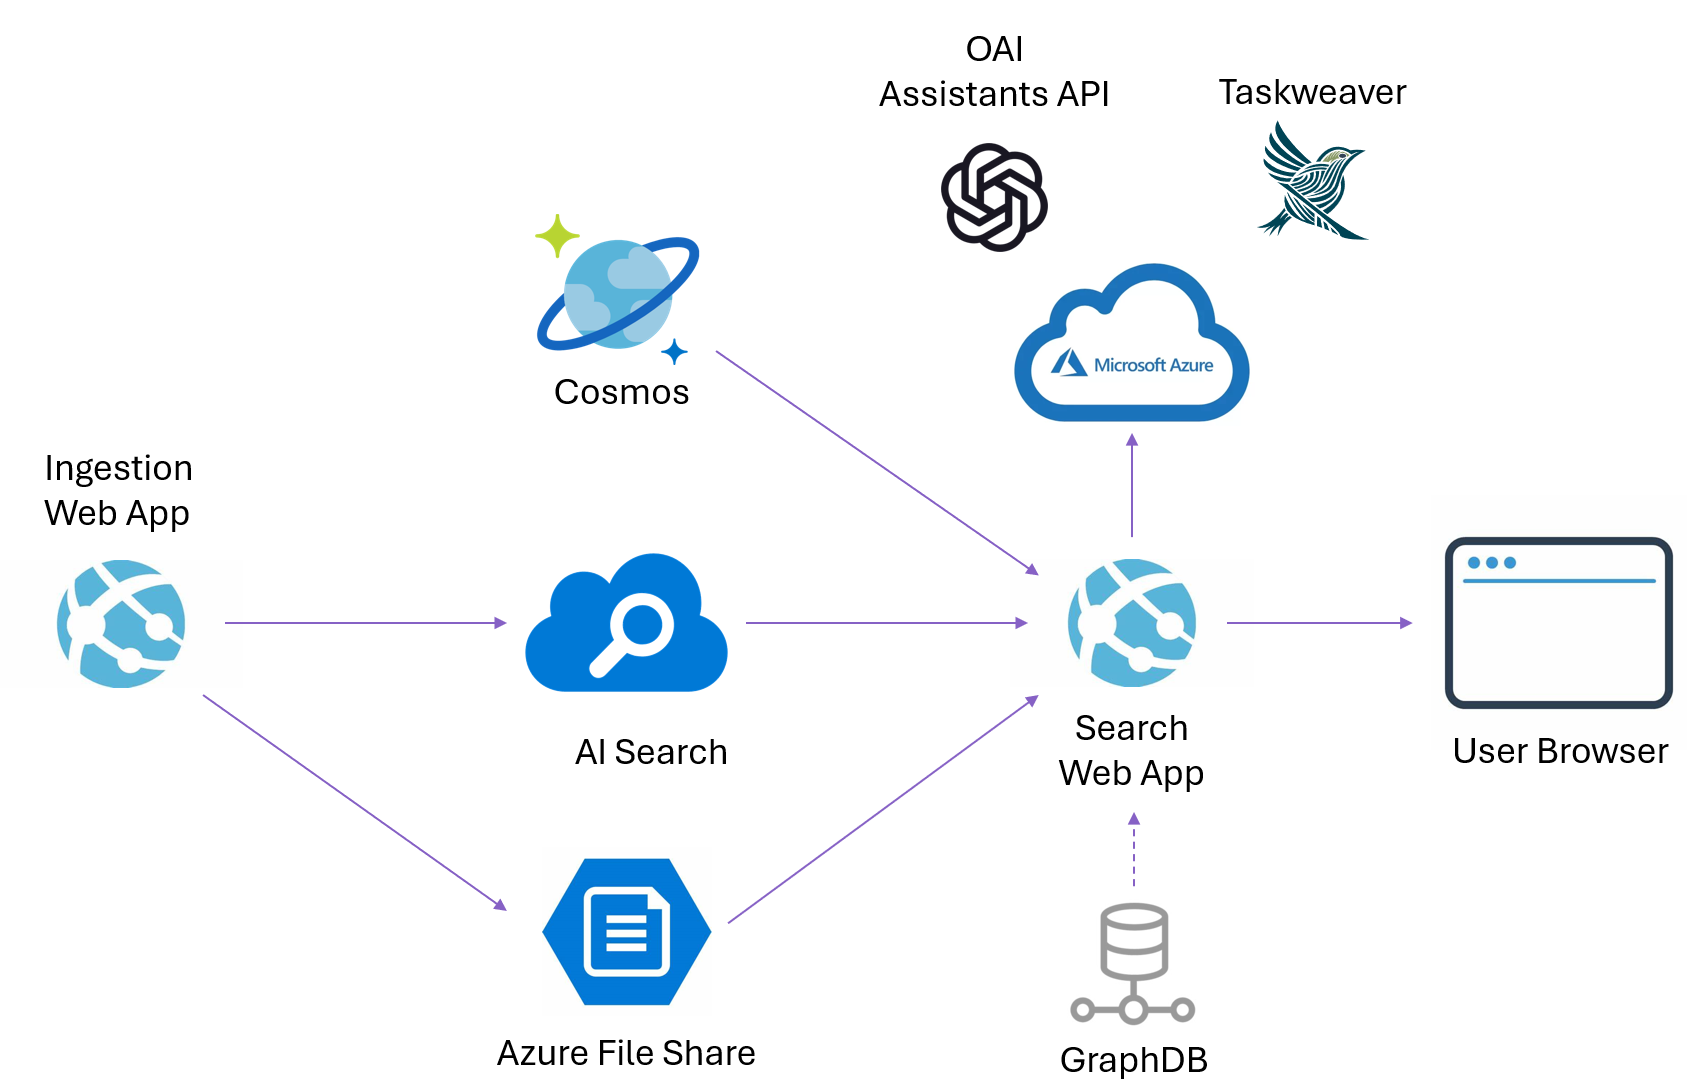 OAI
Assistants API
Taskweaver
Microsoft Azure
Cosmos
Ingestion
Web App
AI Search
Search
Web App
User Browser
Azure File Share
GraphDB